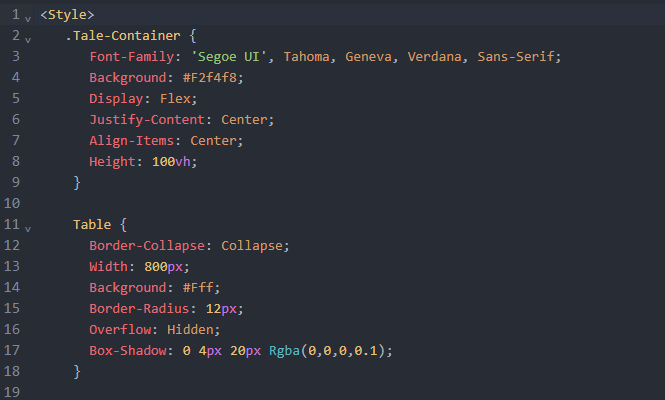 1 <Style>
2 .Tale-Container {
3 Font-Family: 'Segoe UI', Tahoma, Geneva, Verdana, Sans-Serif;
4 Background: #F2f4f8;
5 Display: Flex;
6 Justify-Content: Center;
7 Align-Items: Center;
8 Height: 100vh;
9 }
10
11 Table {
12 Border-Collapse: Collapse;
13 Width: 800px;
14 Background: #Fff;
15 Border-Radius: 12px;
16 Overflow: Hidden;
17 Box-Shadow: 0 4px 20px Rgba(0,0,0,0.1);
18 }
19